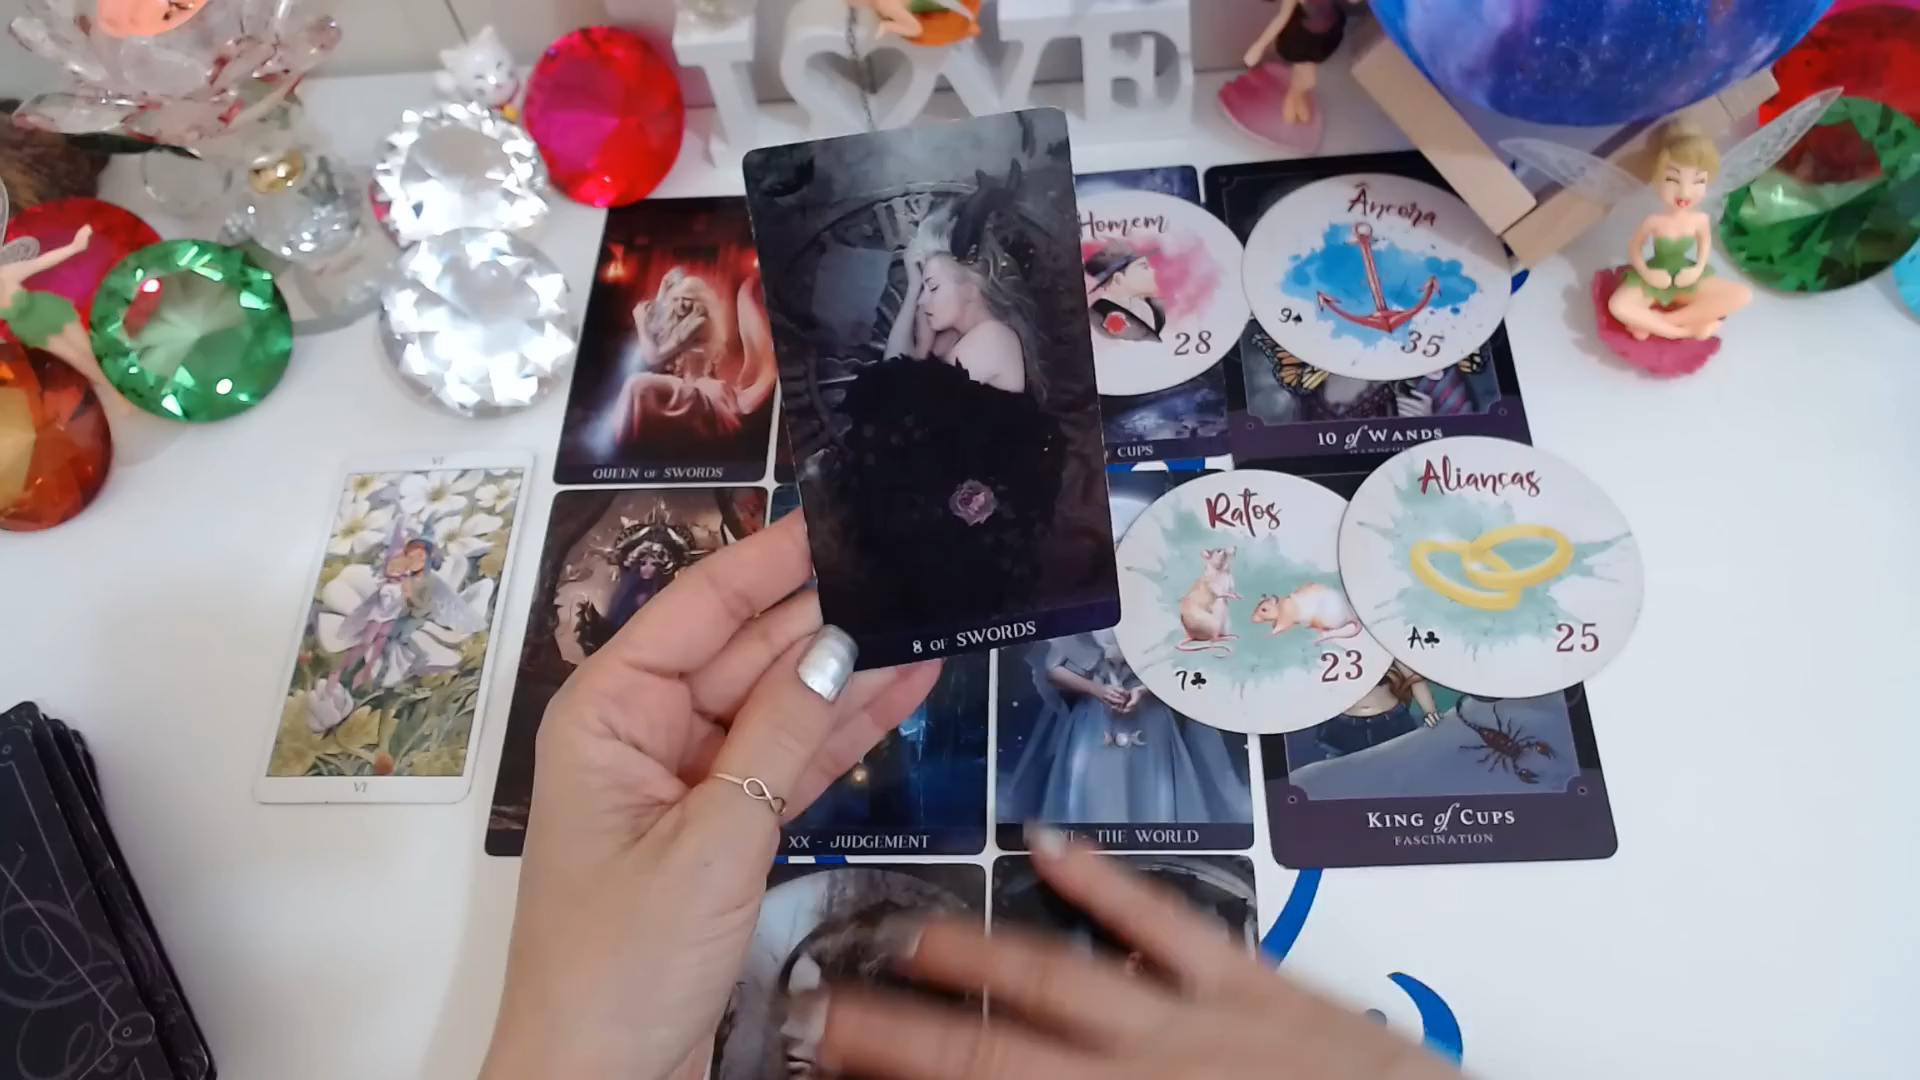 LOVE
Homem
28
Âncora
9♠
35
QUEEN OF SWORDS
CUPS
10 of WANDS
VI
Ratos
7♣
23
Alianças
A♣
25
8 OF SWORDS
VI
XX - JUDGEMENT
THE WORLD
KING of CUPS
FASCINATION